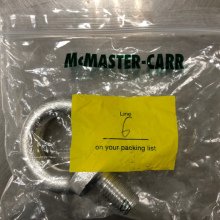 McMASTER-CARR
Line
6
on your packing list